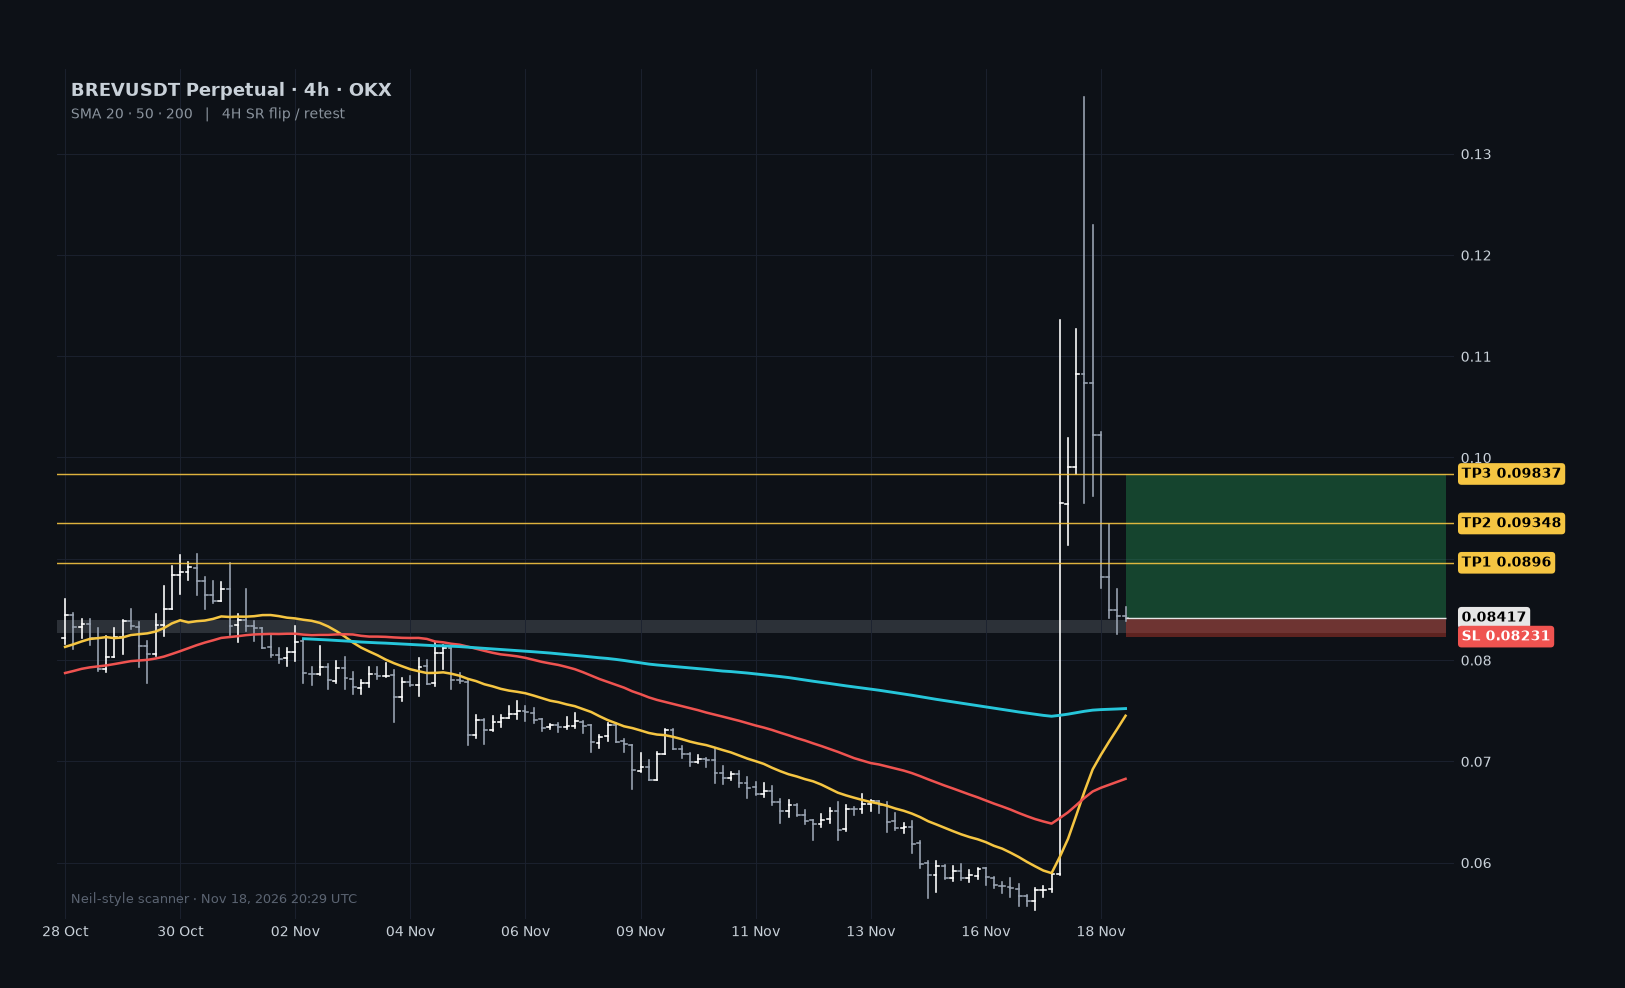 BREVUSDT Perpetual · 4h · OKX
SMA 20 · 50 · 200 | 4H SR flip / retest
0.13
0.12
0.11
0.10
TP3 0.09837
TP2 0.09348
TP1 0.0896
0.08417
SL 0.08231
0.08
0.07
0.06
Neil-style scanner · Nov 18, 2026 20:29 UTC
28 Oct 30 Oct 02 Nov 04 Nov 06 Nov 09 Nov 11 Nov 13 Nov 16 Nov 18 Nov